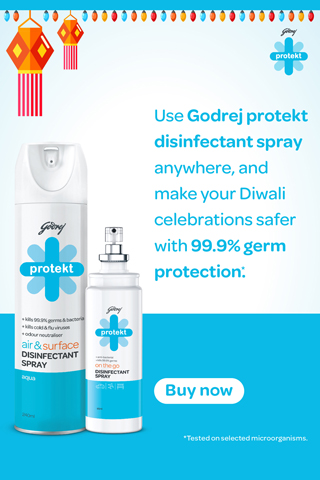 Godrej
protekt
Use Godrej protekt
disinfectant spray
anywhere, and
make your Diwali
celebrations safer
with 99.9% germ
protection*.
Godrej
protekt
• kills 99.9% germs & bacteria
• kills cold & flu viruses
• odour neutraliser
air & surface
DISINFECTANT
SPRAY
aqua
Godrej
protekt
on the go
DISINFECTANT
SPRAY
Buy now
*Tested on selected microorganisms.